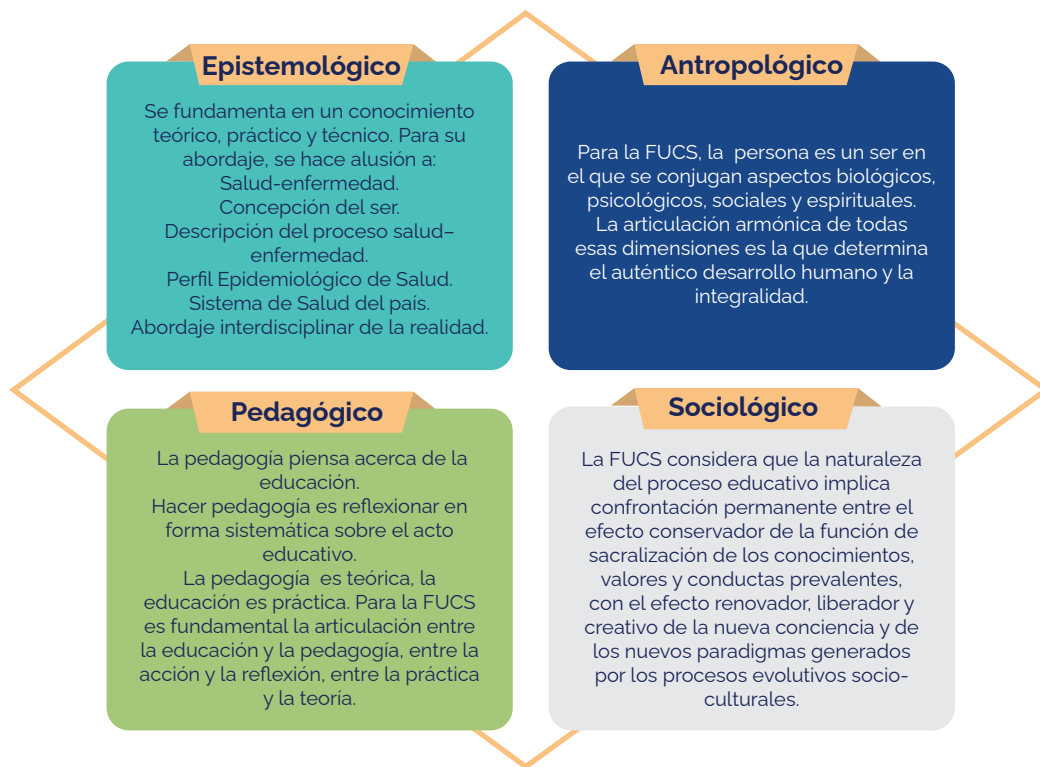 Epistemológico
Se fundamenta en un conocimiento
teórico, práctico y técnico. Para su
abordaje, se hace alusión a:
Salud-enfermedad.
Concepción del ser.
Descripción del proceso salud–
enfermedad.
Perfil Epidemiológico de Salud.
Sistema de Salud del país.
Abordaje interdisciplinar de la realidad.
Antropológico
Para la FUCS, la persona es un ser en
el que se conjugan aspectos biológicos,
psicológicos, sociales y espirituales.
La articulación armónica de todas
esas dimensiones es la que determina
el auténtico desarrollo humano y la
integralidad.
Pedagógico
La pedagogía piensa acerca de la
educación.
Hacer pedagogía es reflexionar en
forma sistemática sobre el acto
educativo.
La pedagogía es teórica, la
educación es práctica. Para la FUCS
es fundamental la articulación entre
la educación y la pedagogía, entre la
acción y la reflexión, entre la práctica
y la teoría.
Sociológico
La FUCS considera que la naturaleza
del proceso educativo implica
confrontación permanente entre el
efecto conservador de la función de
sacralización de los conocimientos,
valores y conductas prevalentes,
con el efecto renovador, liberador y
creativo de la nueva conciencia y de
los nuevos paradigmas generados
por los procesos evolutivos socio-
culturales.